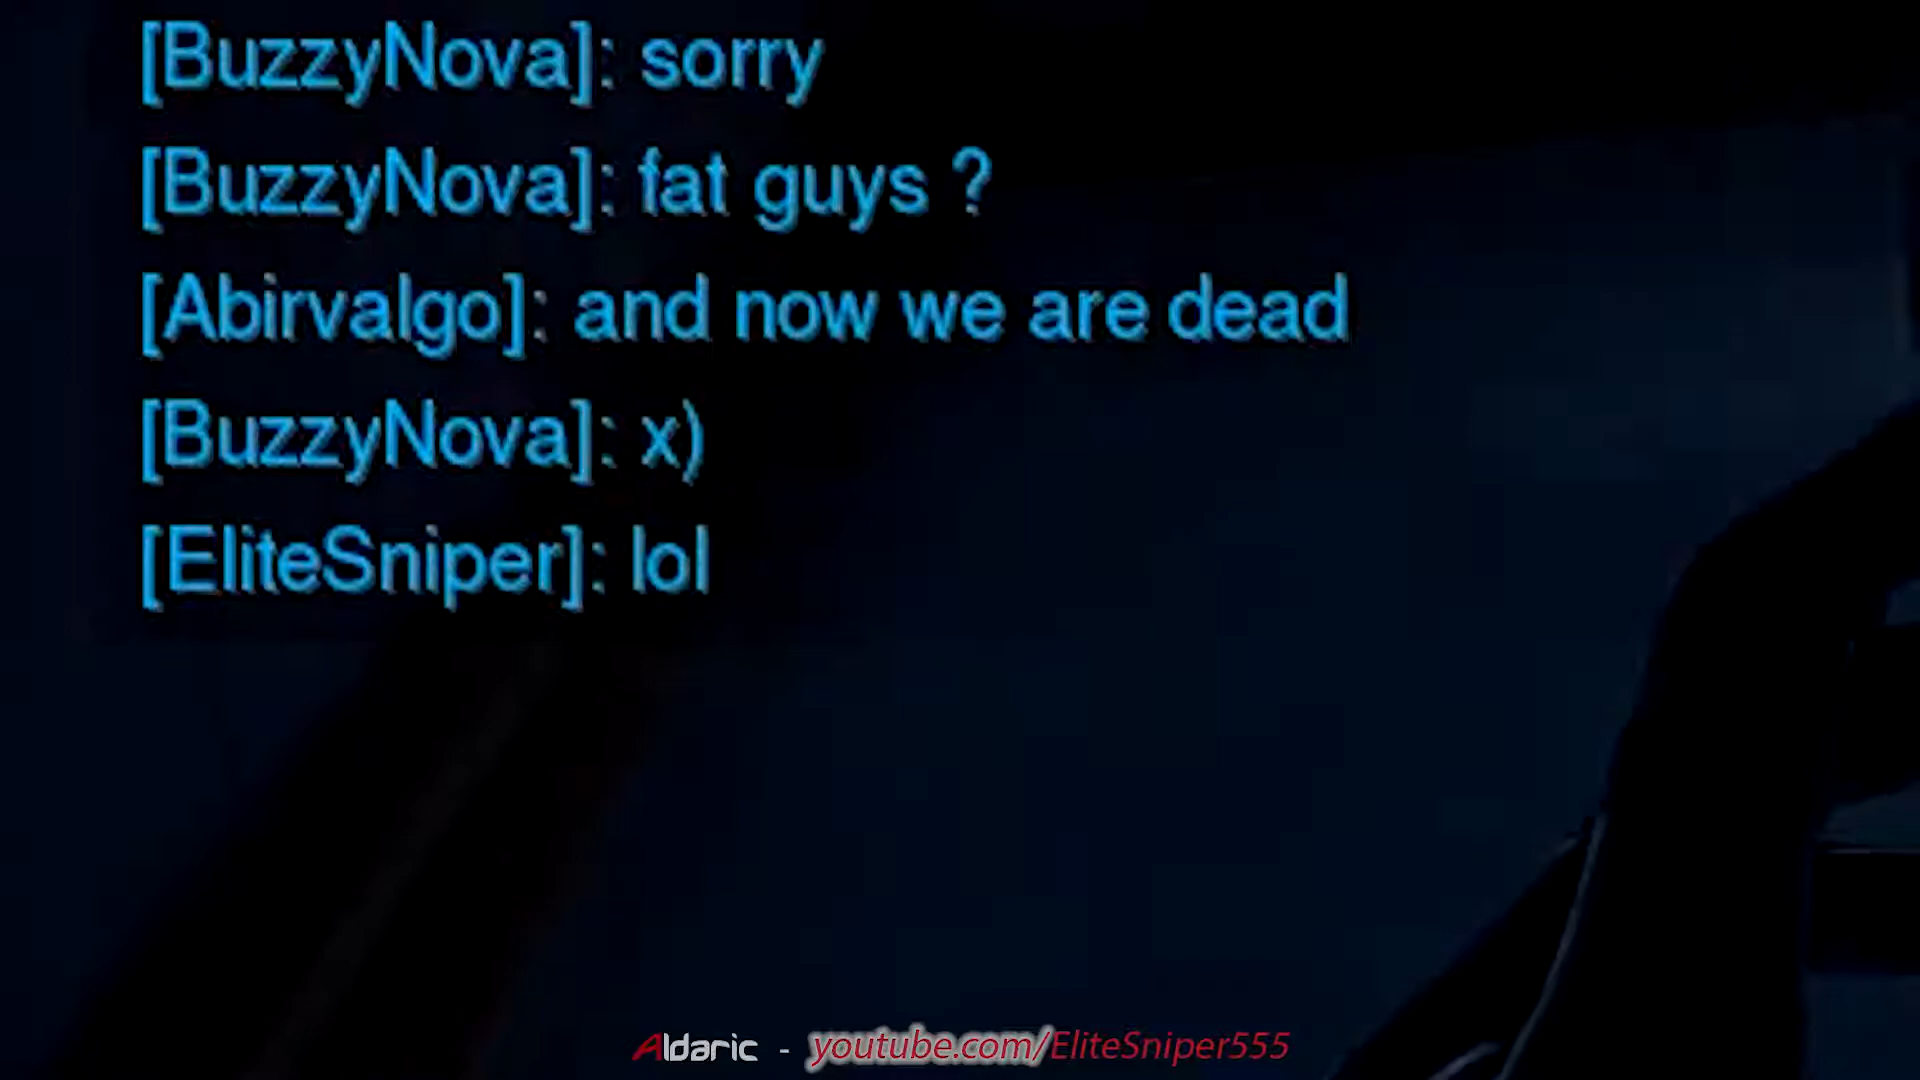 [BuzzyNova]: sorry
[BuzzyNova]: fat guys ?
[Abirvalgo]: and now we are dead
[BuzzyNova]: x)
[EliteSniper]: lol
Aldaric - youtube.com/EliteSniper555